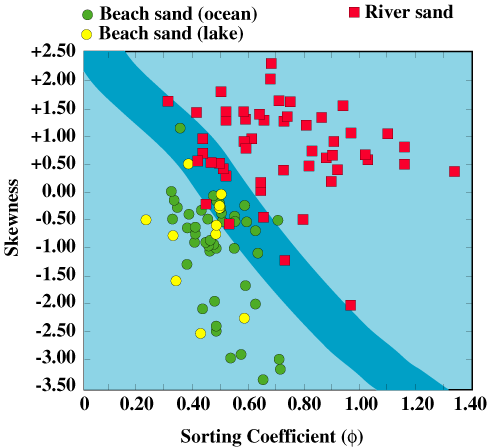 Beach sand (ocean)
River sand
Beach sand (lake)
+2.50
+2.00
+1.50
+1.00
+0.50
0.00
-0.50
-1.00
-1.50
-2.00
-2.50
-3.00
-3.50
Skewness
0 0.20 0.40 0.60 0.80 1.00 1.20 1.40
Sorting Coefficient (ϕ)